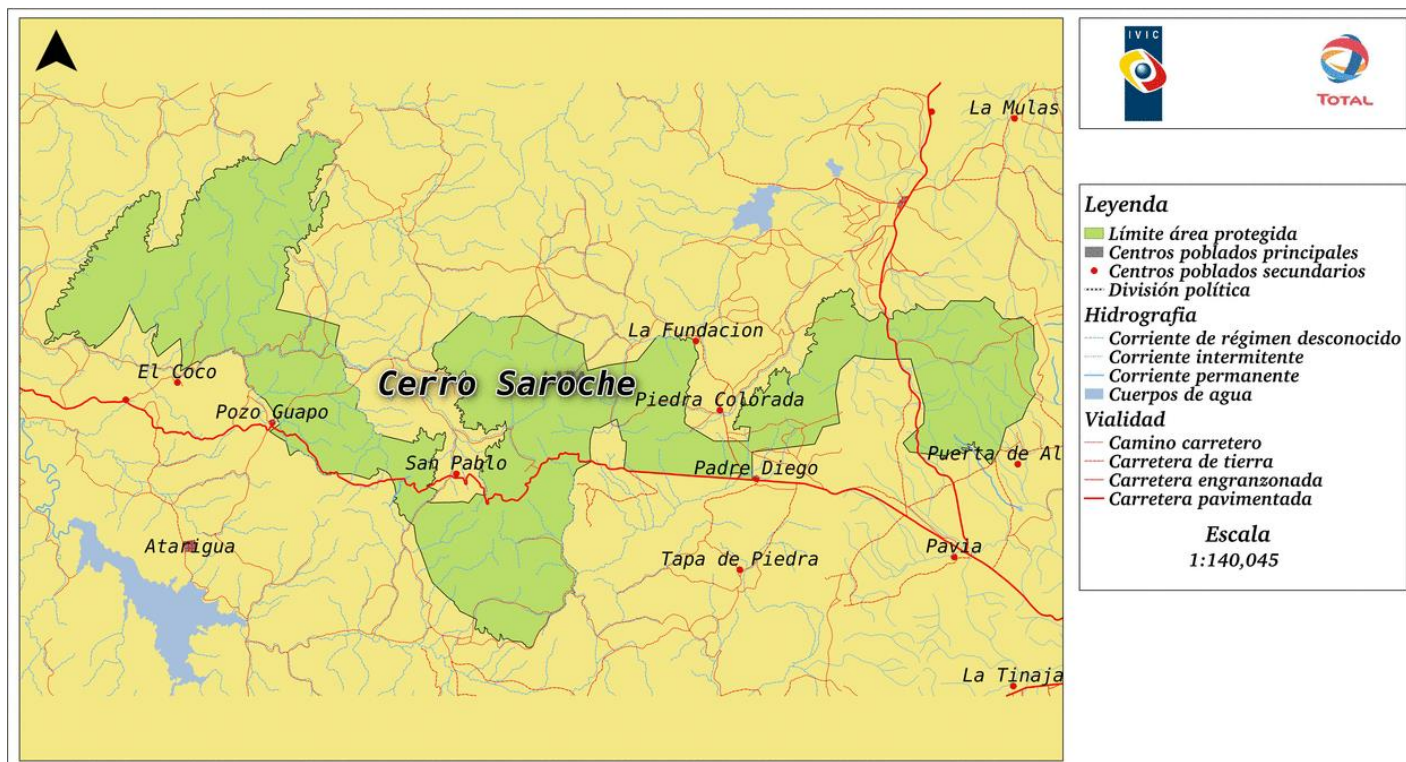 IVIC
TOTAL
La Mulas
La Fundacion
El Coco
Cerro Saroche
Piedra Colorada
Pozo Guapo
San Pablo
Padre Diego
Puerta de Al
Atarigua
Tapa de Piedra
Pavia
La Tinaja
Leyenda
Límite área protegida
Centros poblados principales
Centros poblados secundarios
División política
Hidrografia
Corriente de régimen desconocido
Corriente intermitente
Corriente permanente
Cuerpos de agua
Vialidad
Camino carretero
Carretera de tierra
Carretera engranzonada
Carretera pavimentada
Escala
1:140,045